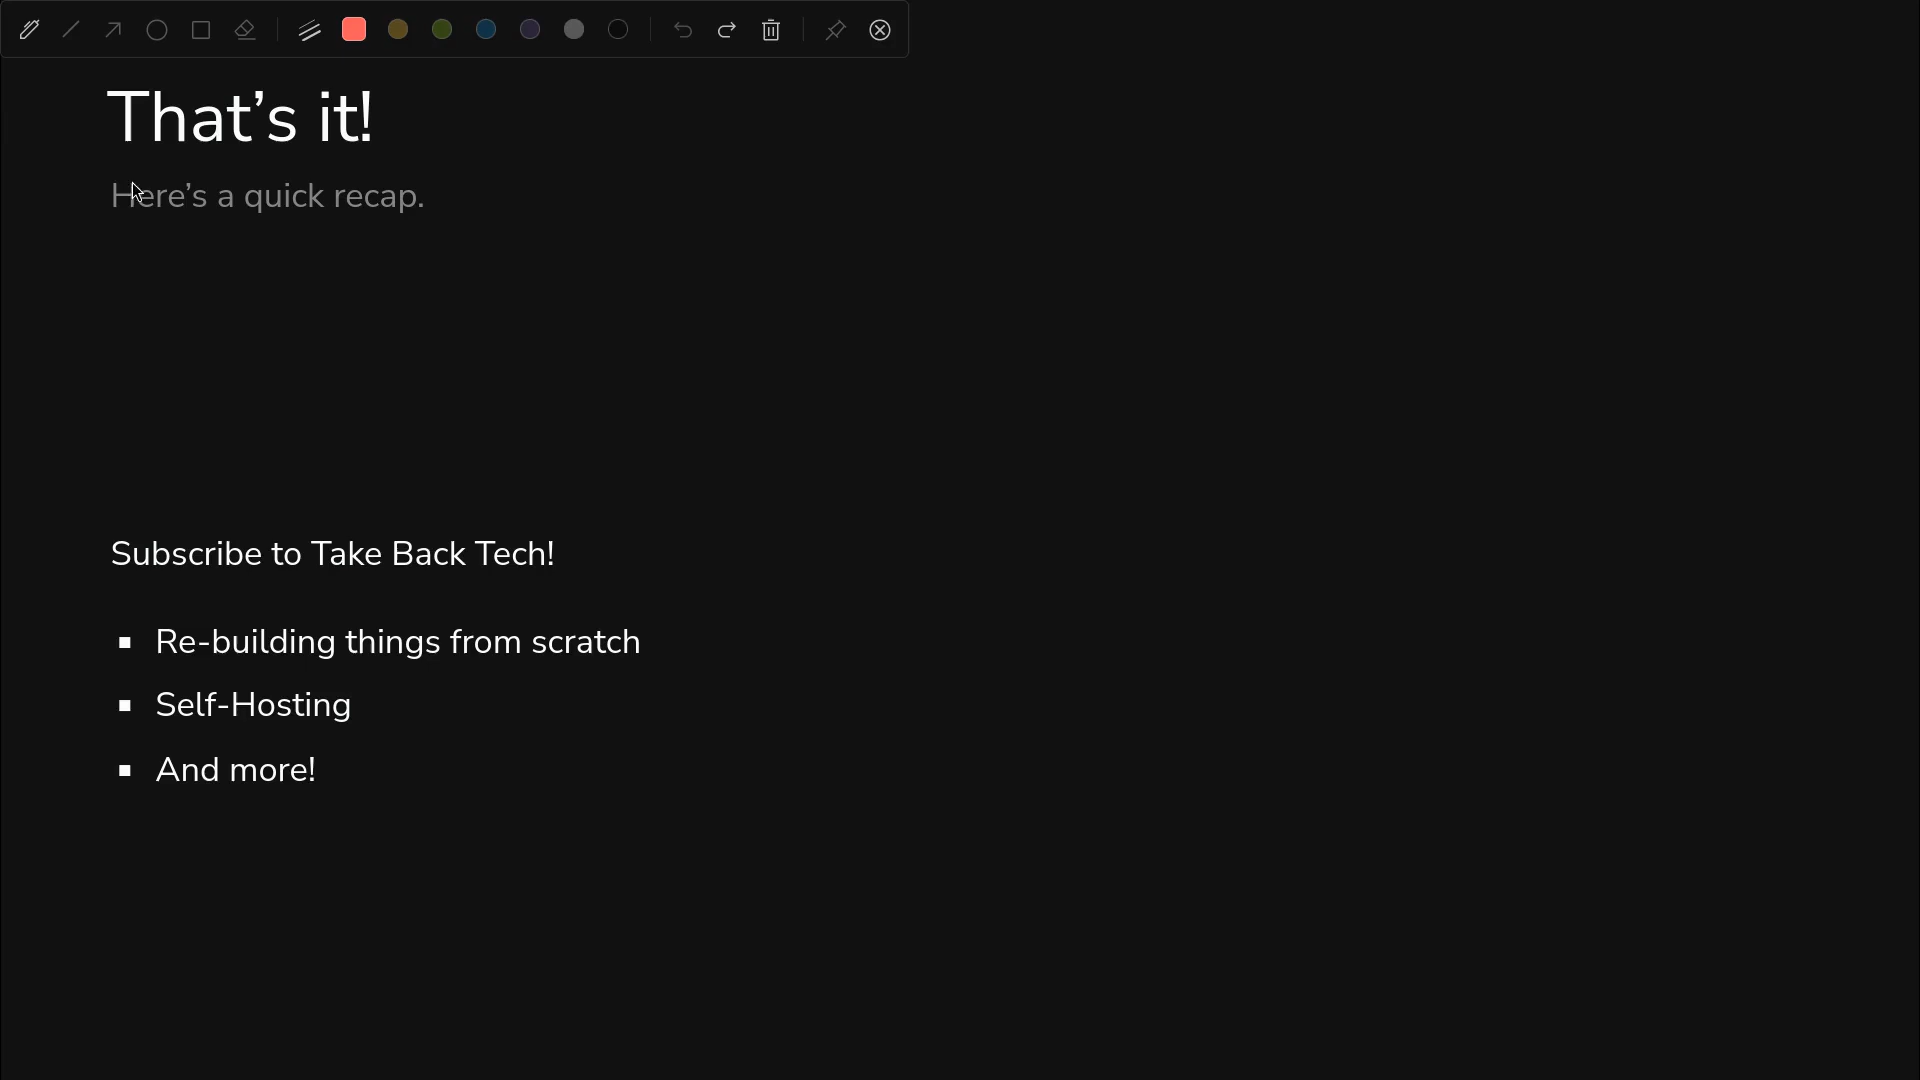 That’s it!
Here’s a quick recap.
Subscribe to Take Back Tech!
▪ Re-building things from scratch
▪ Self-Hosting
▪ And more!